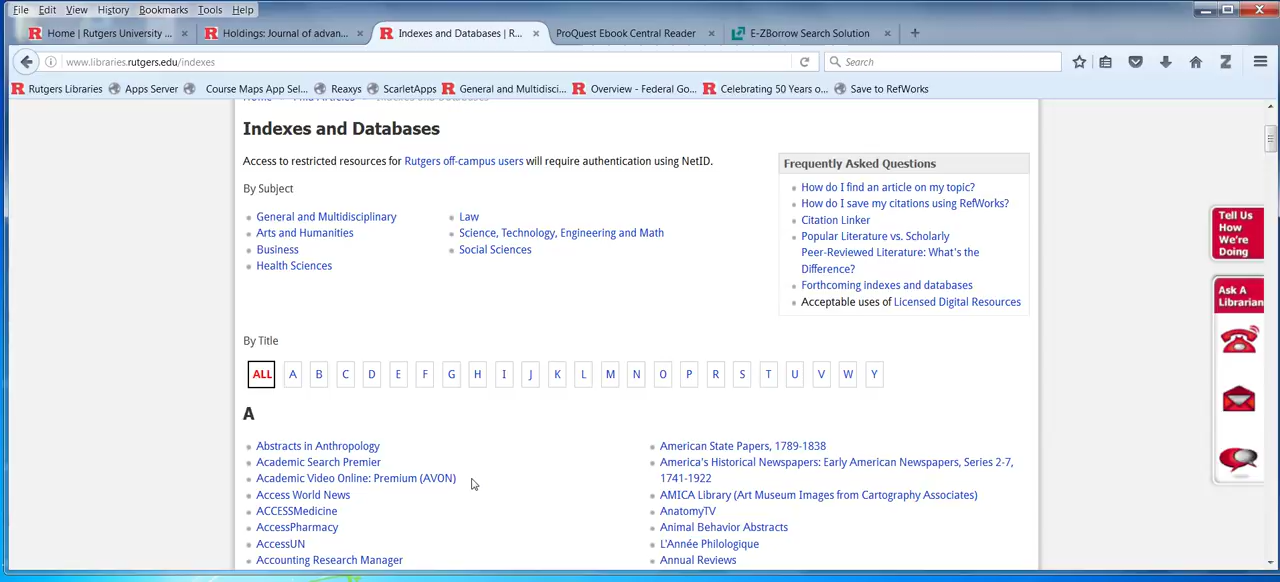 File Edit View History Bookmarks Tools Help
Home | Rutgers University ... × Holdings: Journal of advan... × Indexes and Databases | R... × ProQuest Ebook Central Reader × E-ZBorrow Search Solution × +
www.libraries.rutgers.edu/indexes Search
Rutgers Libraries Apps Server Course Maps App Sel... Reaxys ScarletApps General and Multidisci... Overview - Federal Go... Celebrating 50 Years o... Save to RefWorks
Indexes and Databases
Access to restricted resources for Rutgers off-campus users will require authentication using NetID.
By Subject
General and Multidisciplinary
Arts and Humanities
Business
Health Sciences
Law
Science, Technology, Engineering and Math
Social Sciences
Frequently Asked Questions
How do I find an article on my topic?
How do I save my citations using RefWorks?
Citation Linker
Popular Literature vs. Scholarly
Peer-Reviewed Literature: What's the
Difference?
Forthcoming indexes and databases
Acceptable uses of Licensed Digital Resources
Tell Us
How
We're
Doing
Ask A
Librarian
By Title
ALL A B C D E F G H I J K L M N O P R S T U V W Y
A
Abstracts in Anthropology
Academic Search Premier
Academic Video Online: Premium (AVON)
Access World News
ACCESSMedicine
AccessPharmacy
AccessUN
Accounting Research Manager
American State Papers, 1789-1838
America's Historical Newspapers: Early American Newspapers, Series 2-7,
1741-1922
AMICA Library (Art Museum Images from Cartography Associates)
AnatomyTV
Animal Behavior Abstracts
L'Année Philologique
Annual Reviews